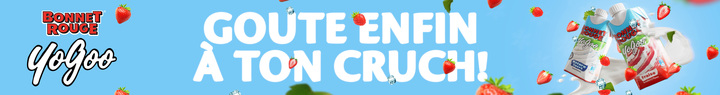 BONNET
ROUGE
YoGoo
GOUTE ENFIN
À TON CRUCH!